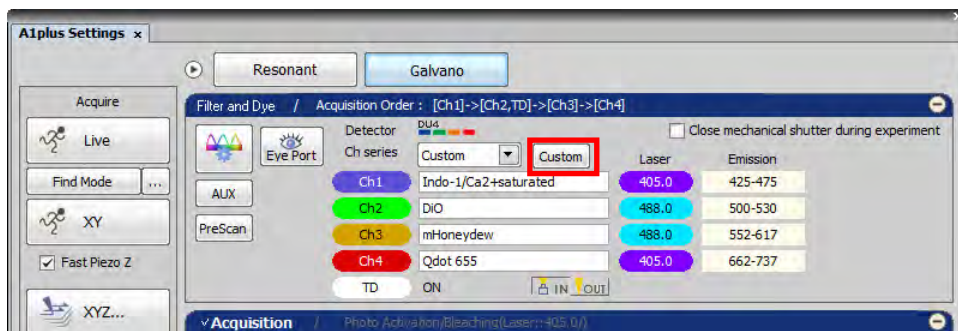 A1plus Settings x
Resonant Galvano
Acquire
Filter and Dye / Acquisition Order : [Ch1]->[Ch2,TD]->[Ch3]->[Ch4]
Live
Eye Port
Detector DU4
Close mechanical shutter during experiment
Ch series Custom Custom
Laser Emission
Find Mode ...
AUX
Ch1 Indo-1/Ca2+saturated 405.0 425-475
Ch2 DiO 488.0 500-530
XY
PreScan
Ch3 mHoneydew 488.0 552-617
Fast Piezo Z
Ch4 Qdot 655 405.0 662-737
TD ON IN OUT
XYZ...
Acquisition / Photo Activation/Bleaching(Laser::405.0/)